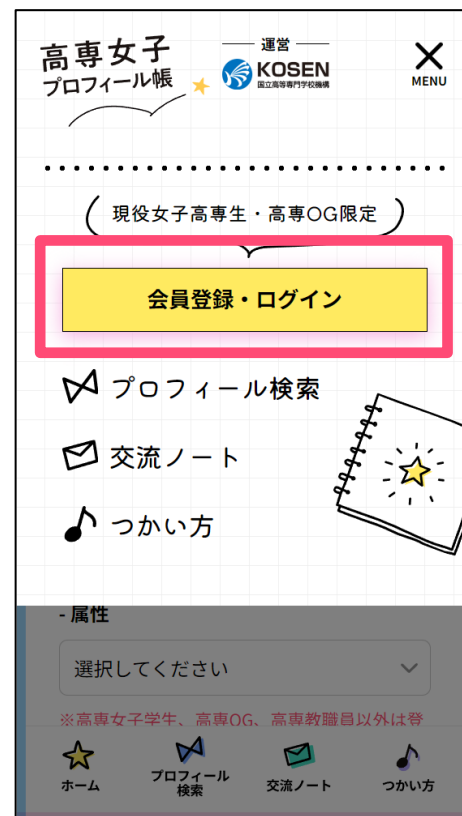 高専女子
プロフィール帳
運営
KOSEN
国立高等専門学校機構
MENU
現役女子高専生・高専OG限定
会員登録・ログイン
プロフィール検索
交流ノート
つかい方
- 属性
選択してください
※高専女子学生、高専OG、高専教職員以外は登
ホーム
プロフィール
検索
交流ノート
つかい方